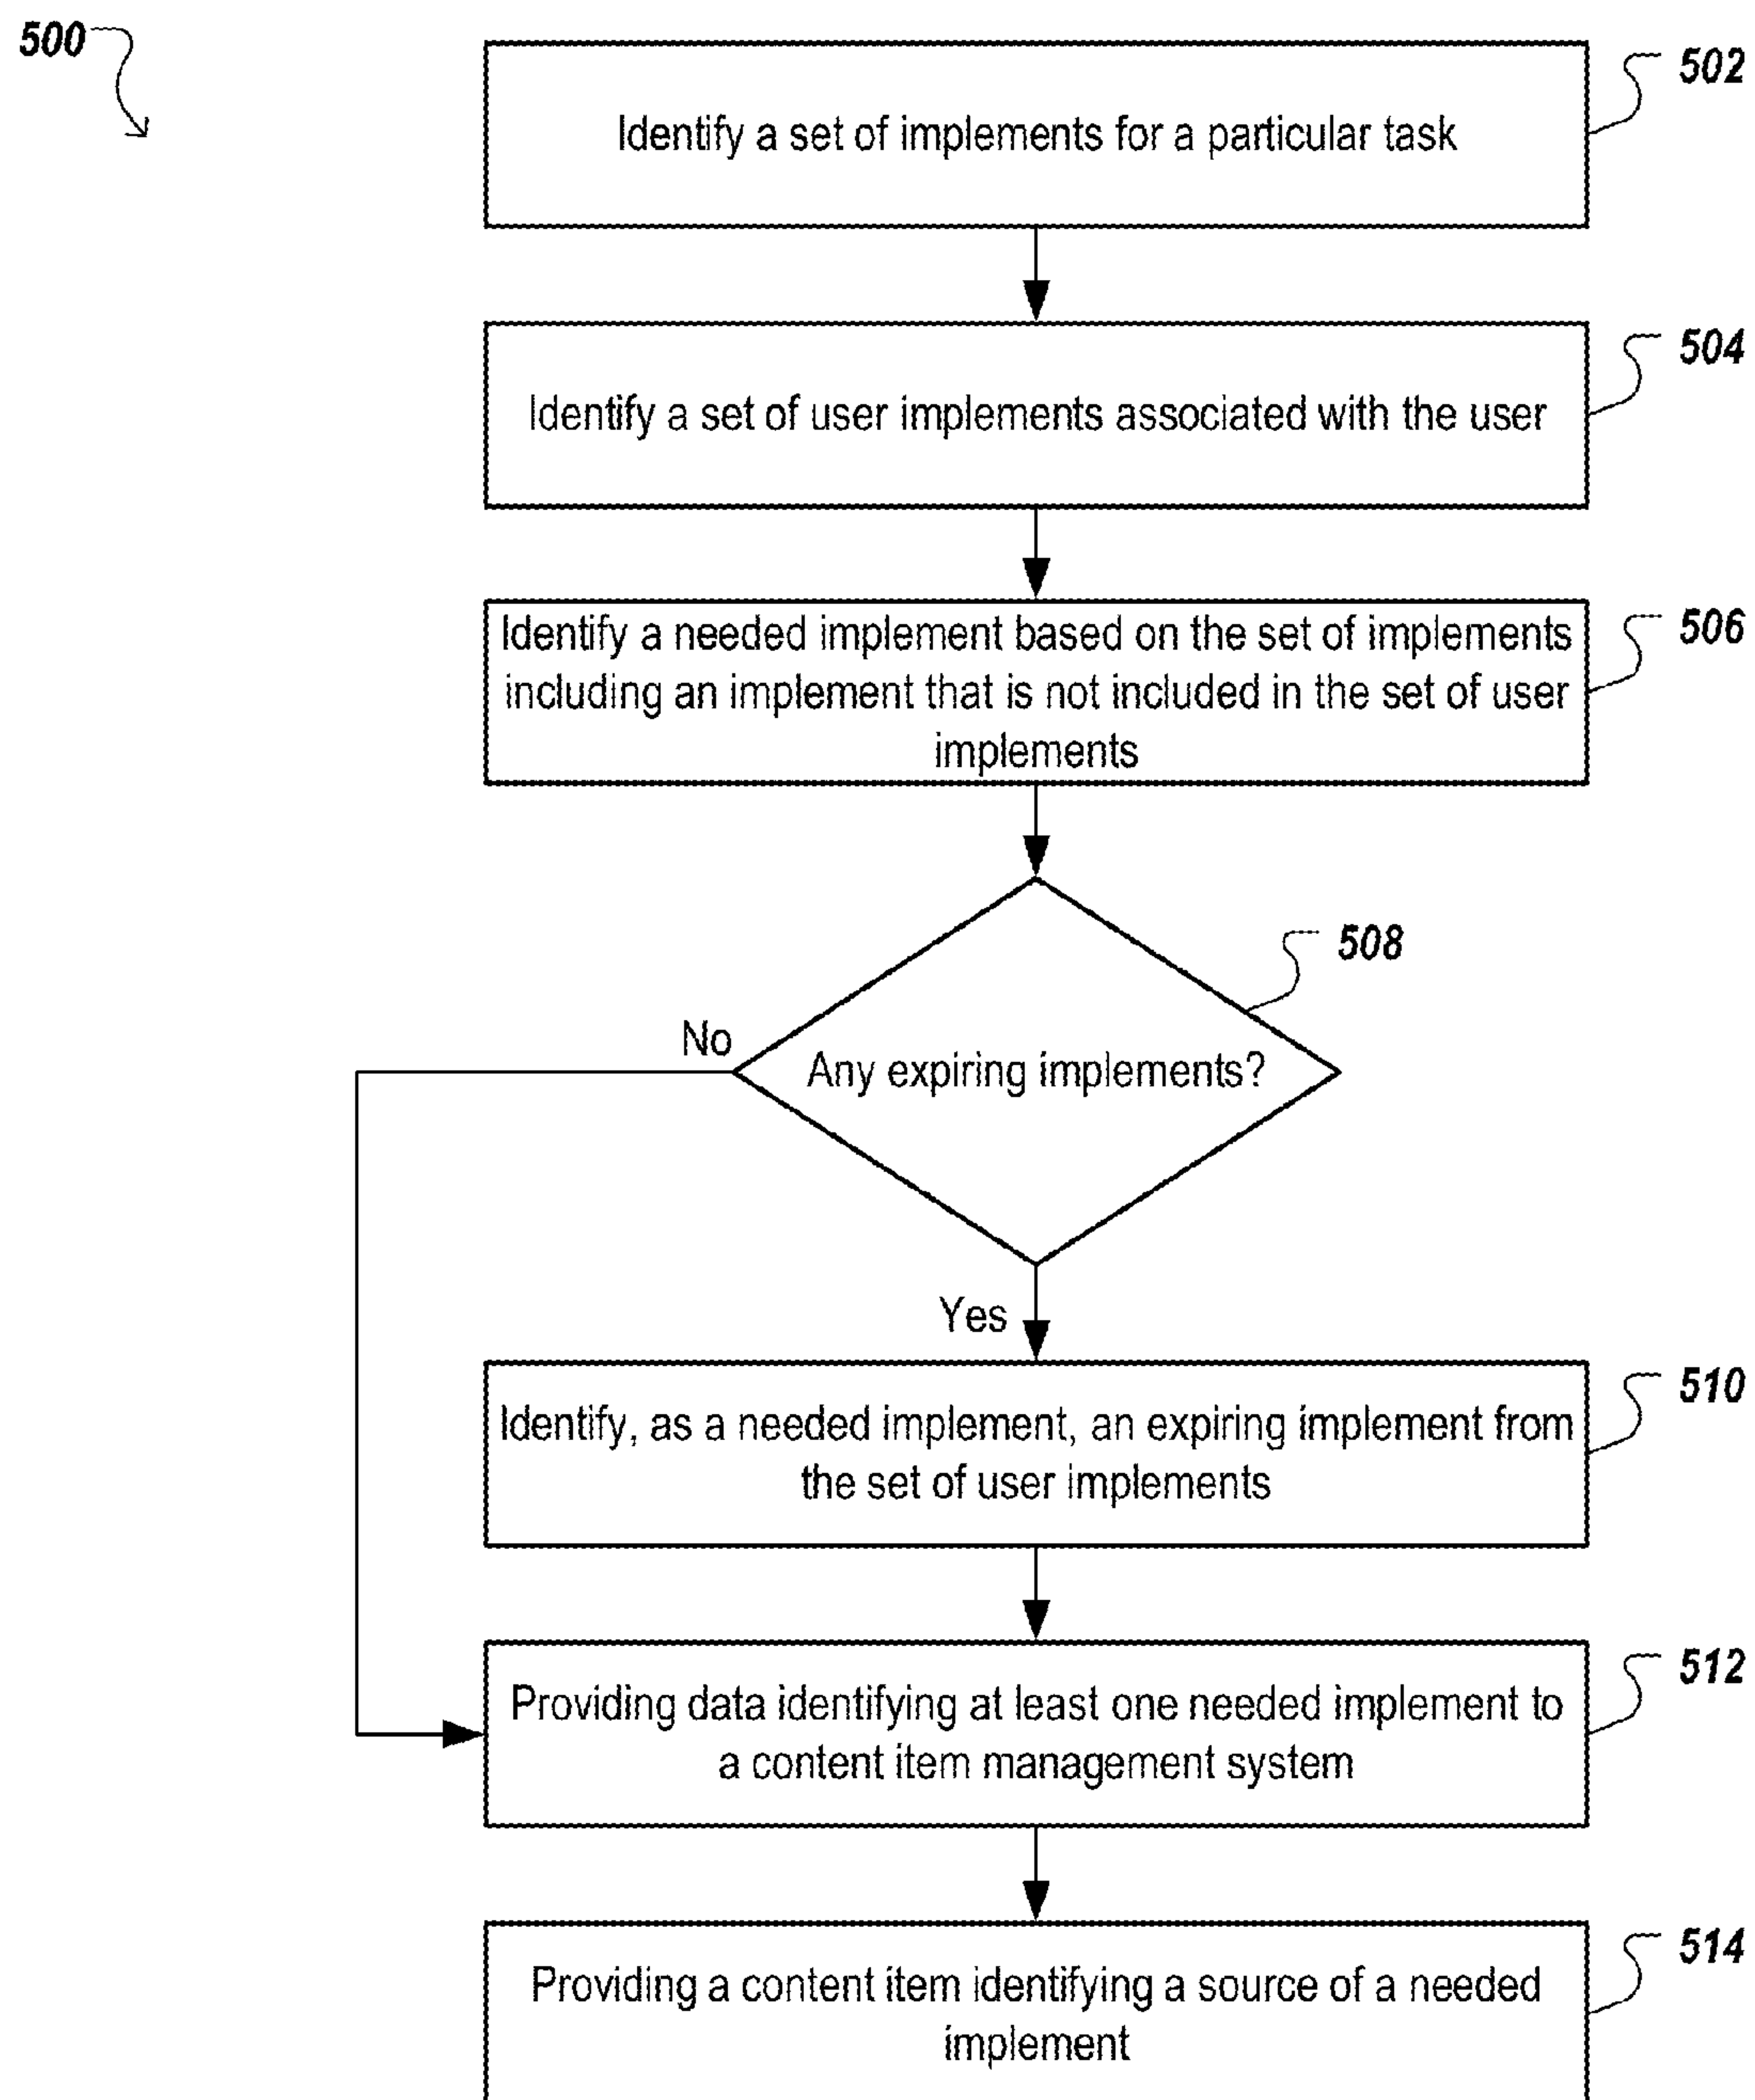 500
502
Identify a set of implements for a particular task
504
Identify a set of user implements associated with the user
506
Identify a needed implement based on the set of implements
including an implement that is not included in the set of user
implements
508
No
Any expiring implements?
Yes
510
Identify, as a needed implement, an expiring implement from
the set of user implements
512
Providing data identifying at least one needed implement to
a content item management system
514
Providing a content item identifying a source of a needed
implement